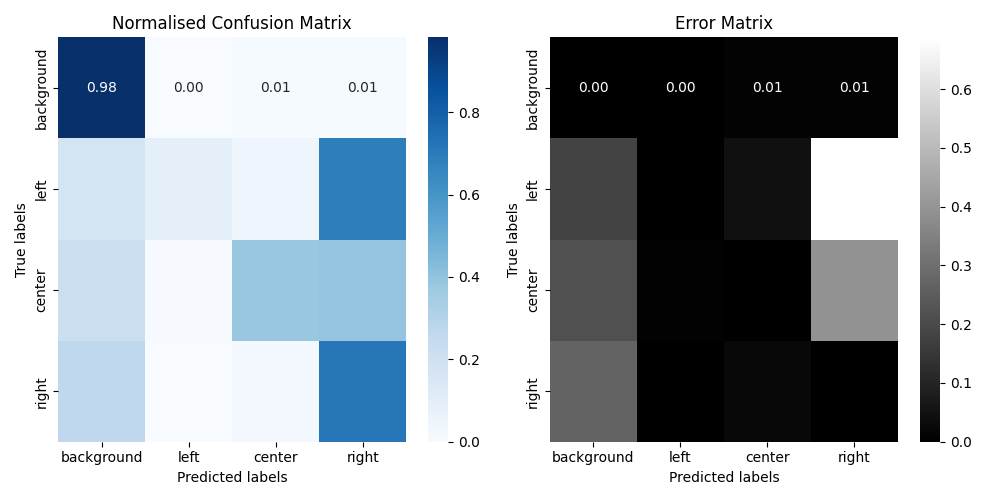 Normalised Confusion Matrix
True labels
background
left
center
right
0.98 0.00 0.01 0.01
background left center right
Predicted labels
0.8
0.6
0.4
0.2
0.0
Error Matrix
True labels
background
left
center
right
0.00 0.00 0.01 0.01
background left center right
Predicted labels
0.6
0.5
0.4
0.3
0.2
0.1
0.0